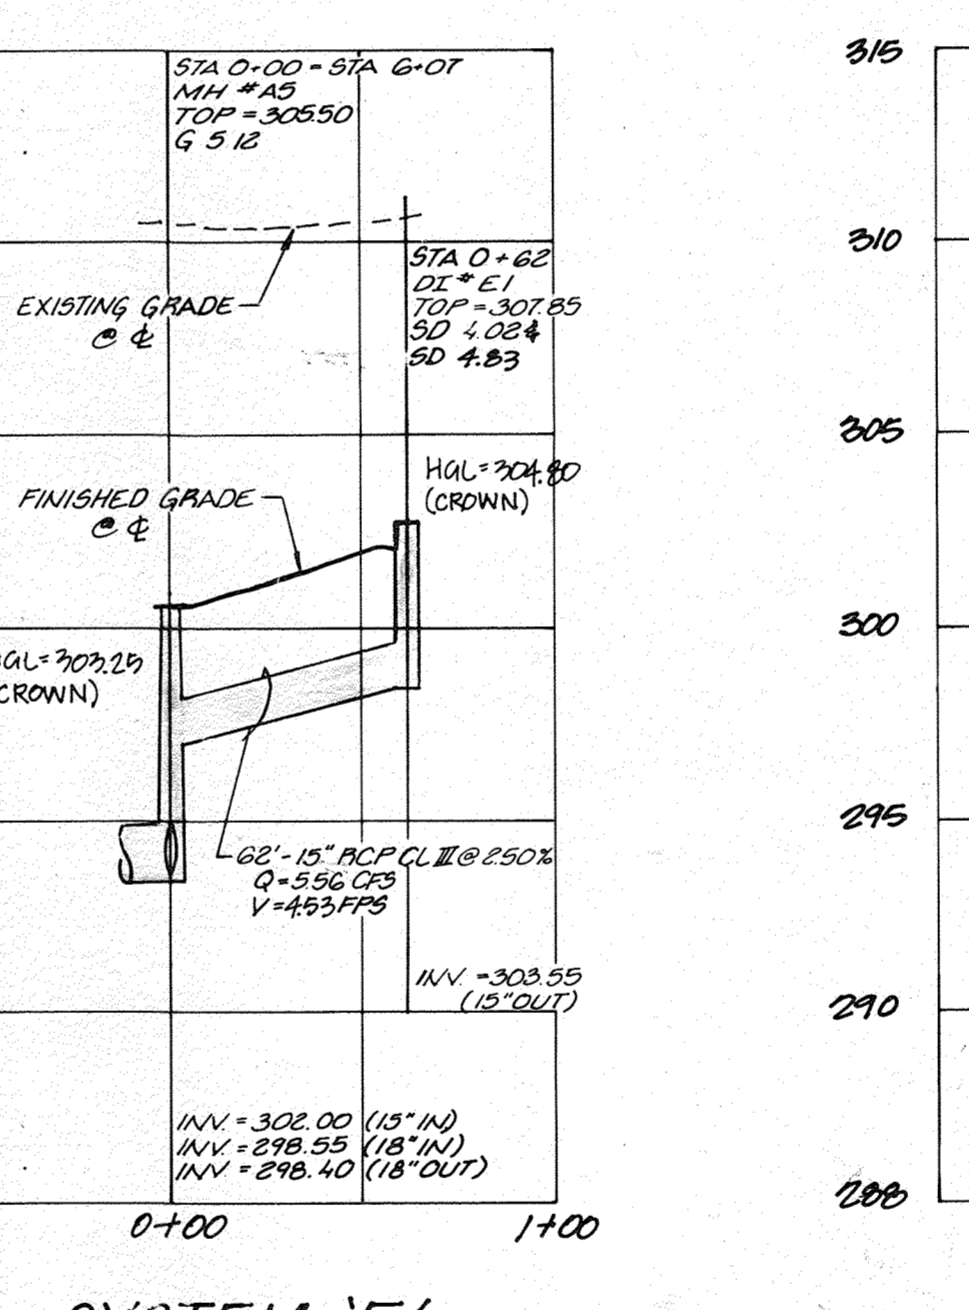 STA 0+00 = STA 6+07
MH #A5
TOP = 305.50
G 5.12
315
310
STA 0+62
DI # E1
TOP = 307.85
SD 4.02 &
SD 4.83
EXISTING GRADE
@ ℄
305
HGL = 304.80
(CROWN)
FINISHED GRADE
@ ℄
300
GL = 303.25
CROWN)
295
62' - 15" RCP CL III @ 2.50%
Q = 5.56 CFS
V = 4.53 FPS
INV. = 303.55
(15" OUT)
290
INV. = 302.00 (15" IN)
INV. = 298.55 (18" IN)
INV. = 298.40 (18" OUT)
288
0+00
1+00